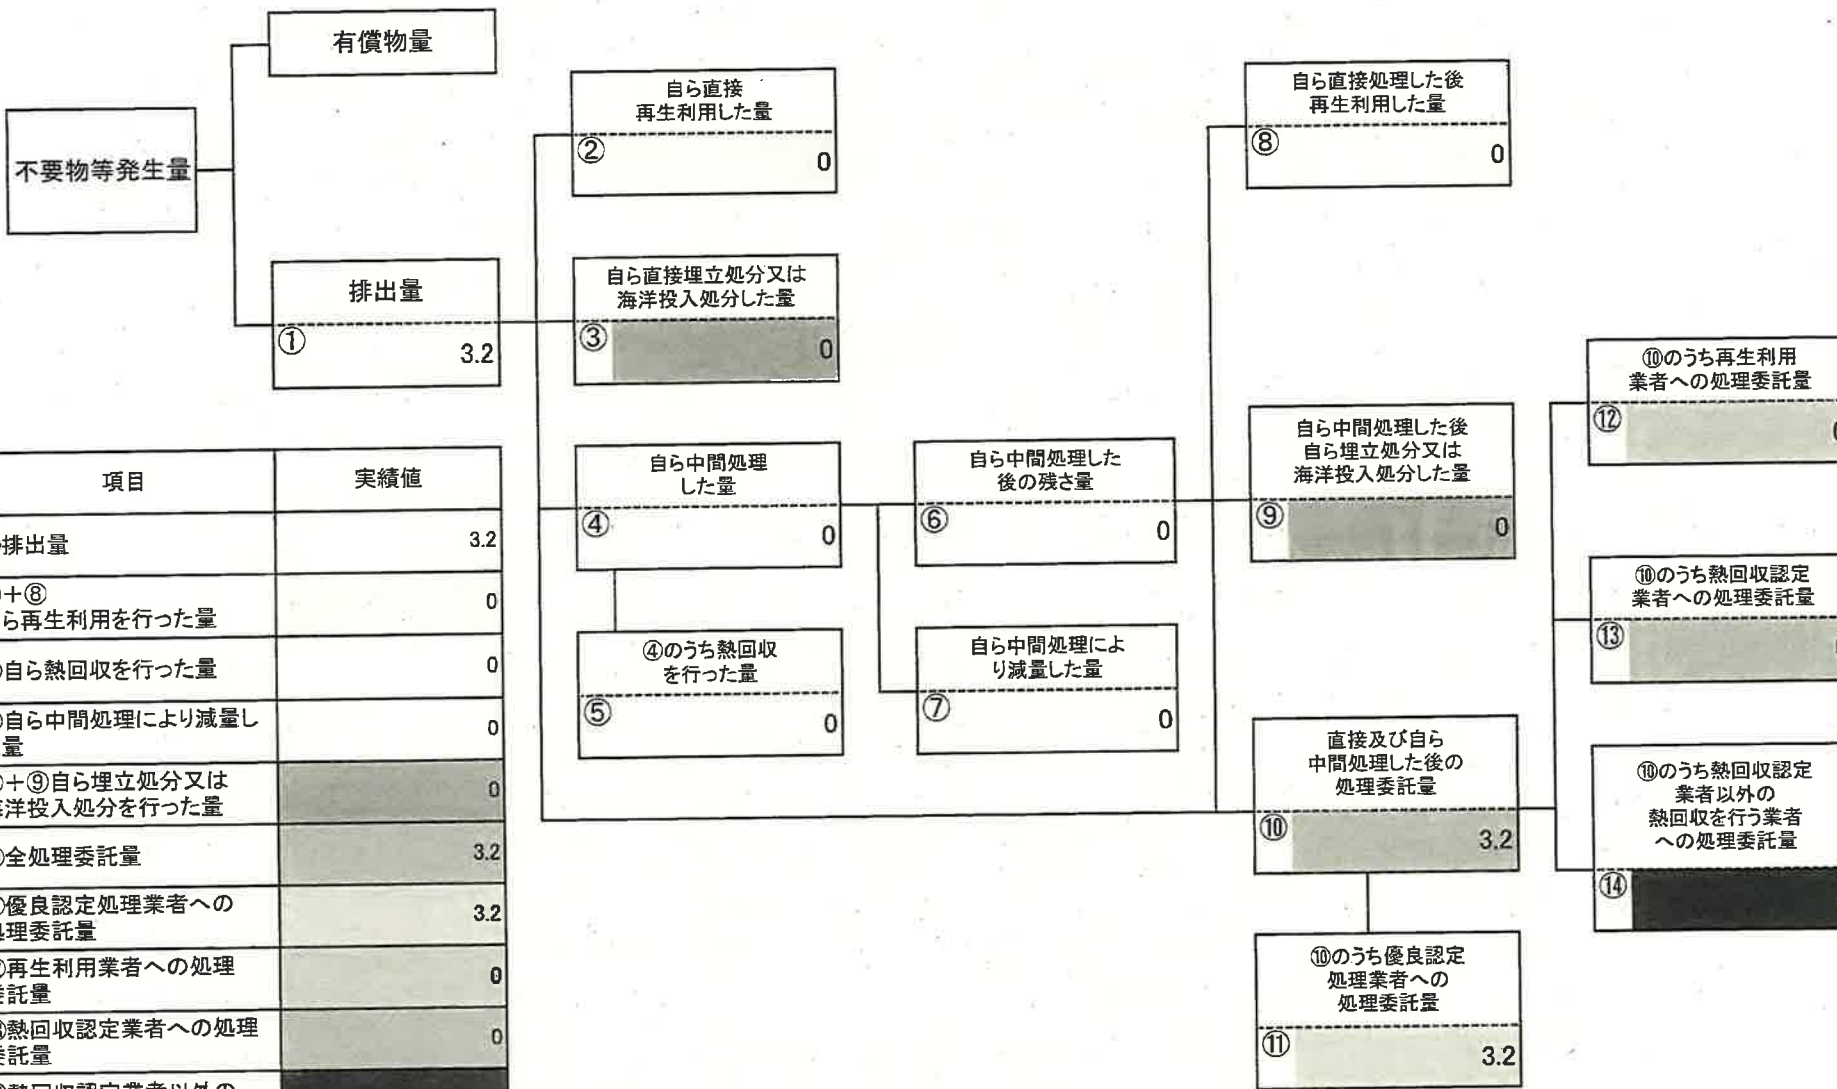 有償物量
不要物等発生量
排出量
①
3.2
自ら直接
再生利用した量
②
0
自ら直接埋立処分又は
海洋投入処分した量
③
0
自ら中間処理
した量
④
0
④のうち熱回収
を行った量
⑤
0
自ら中間処理した
後の残さ量
⑥
0
自ら中間処理によ
り減量した量
⑦
0
自ら直接処理した後
再生利用した量
⑧
0
自ら中間処理した後
自ら埋立処分又は
海洋投入処分した量
⑨
0
直接及び自ら
中間処理した後の
処理委託量
⑩
3.2
⑩のうち優良認定
処理業者への
処理委託量
⑪
3.2
⑩のうち再生利用
業者への処理委託量
⑫
⑩のうち熱回収認定
業者への処理委託量
⑬
⑩のうち熱回収認定
業者以外の
熱回収を行う業者
への処理委託量
⑭
項目 実績値
排出量 3.2
+⑧
ら再生利用を行った量 0
自ら熱回収を行った量 0
自ら中間処理により減量し
量 0
+⑨自ら埋立処分又は
洋投入処分を行った量 0
全処理委託量 3.2
優良認定処理業者への
理委託量 3.2
再生利用業者への処理
託量 0
熱回収認定業者への処理
託量 0
熱回収認定業者以外の